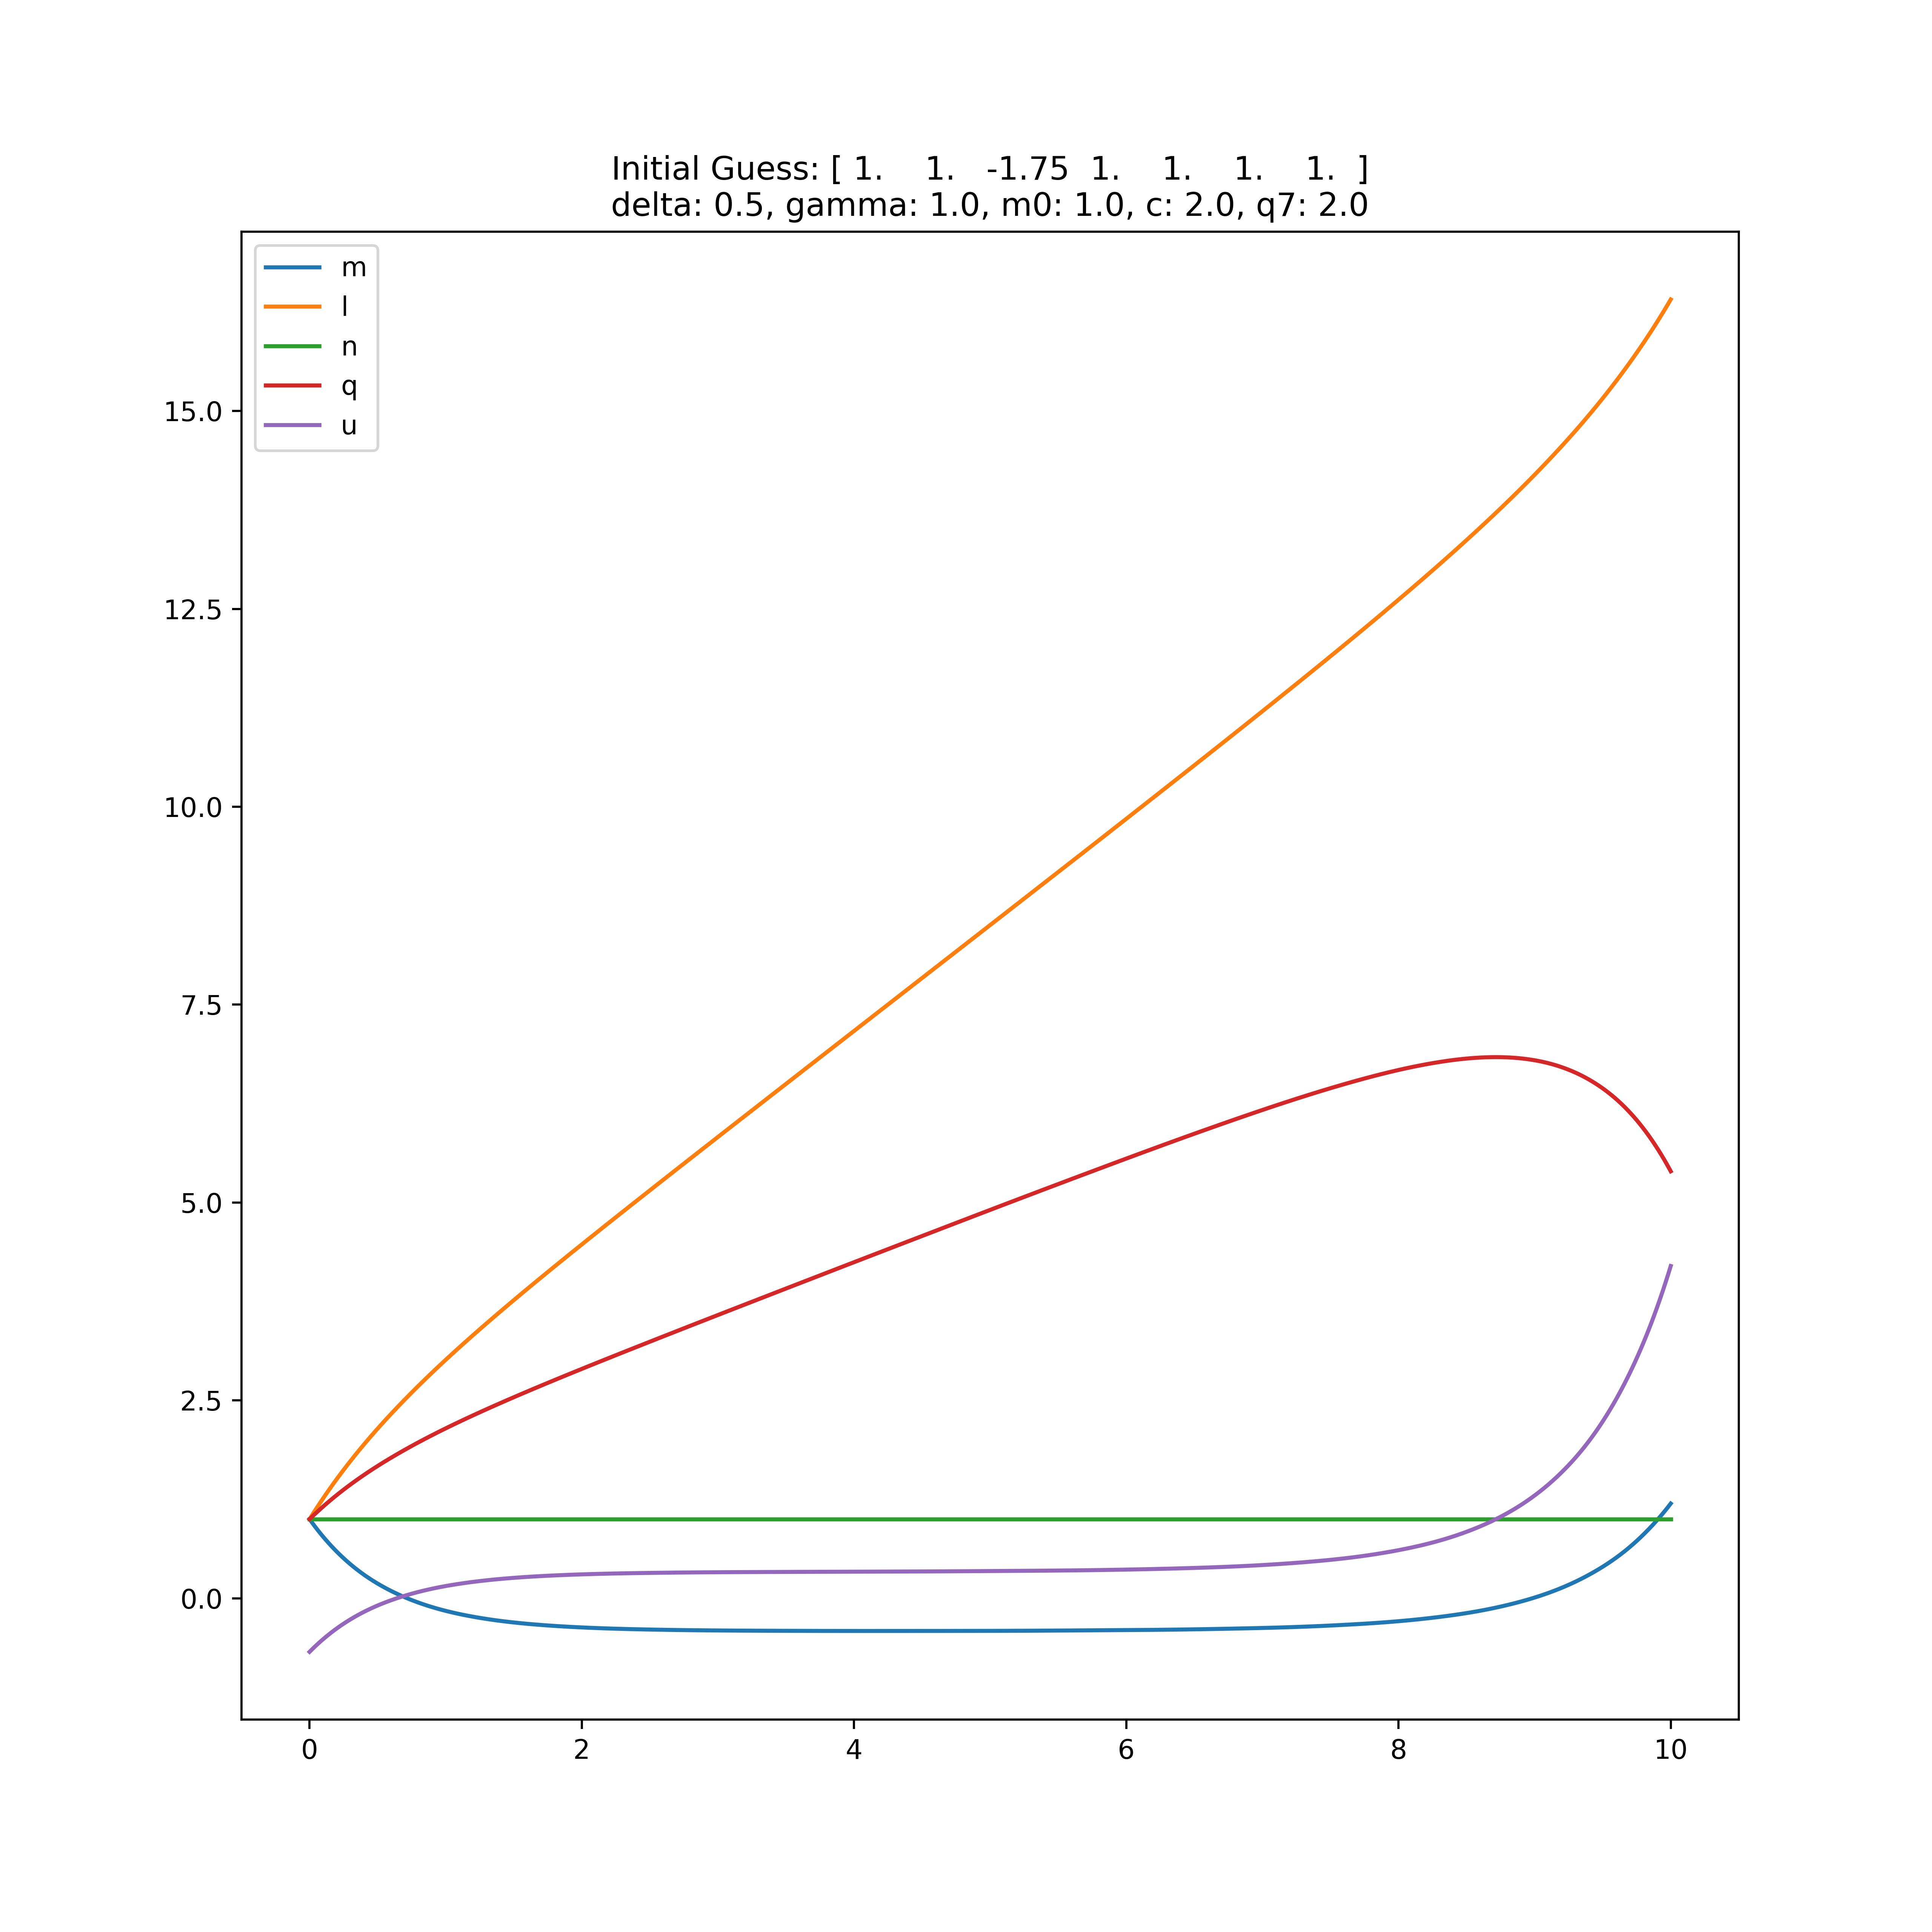 Initial Guess: [ 1. 1. -1.75 1. 1. 1. 1. ]
delta: 0.5, gamma: 1.0, m0: 1.0, c: 2.0, q7: 2.0
m
l
n
q
u
15.0
12.5
10.0
7.5
5.0
2.5
0.0
0 2 4 6 8 10